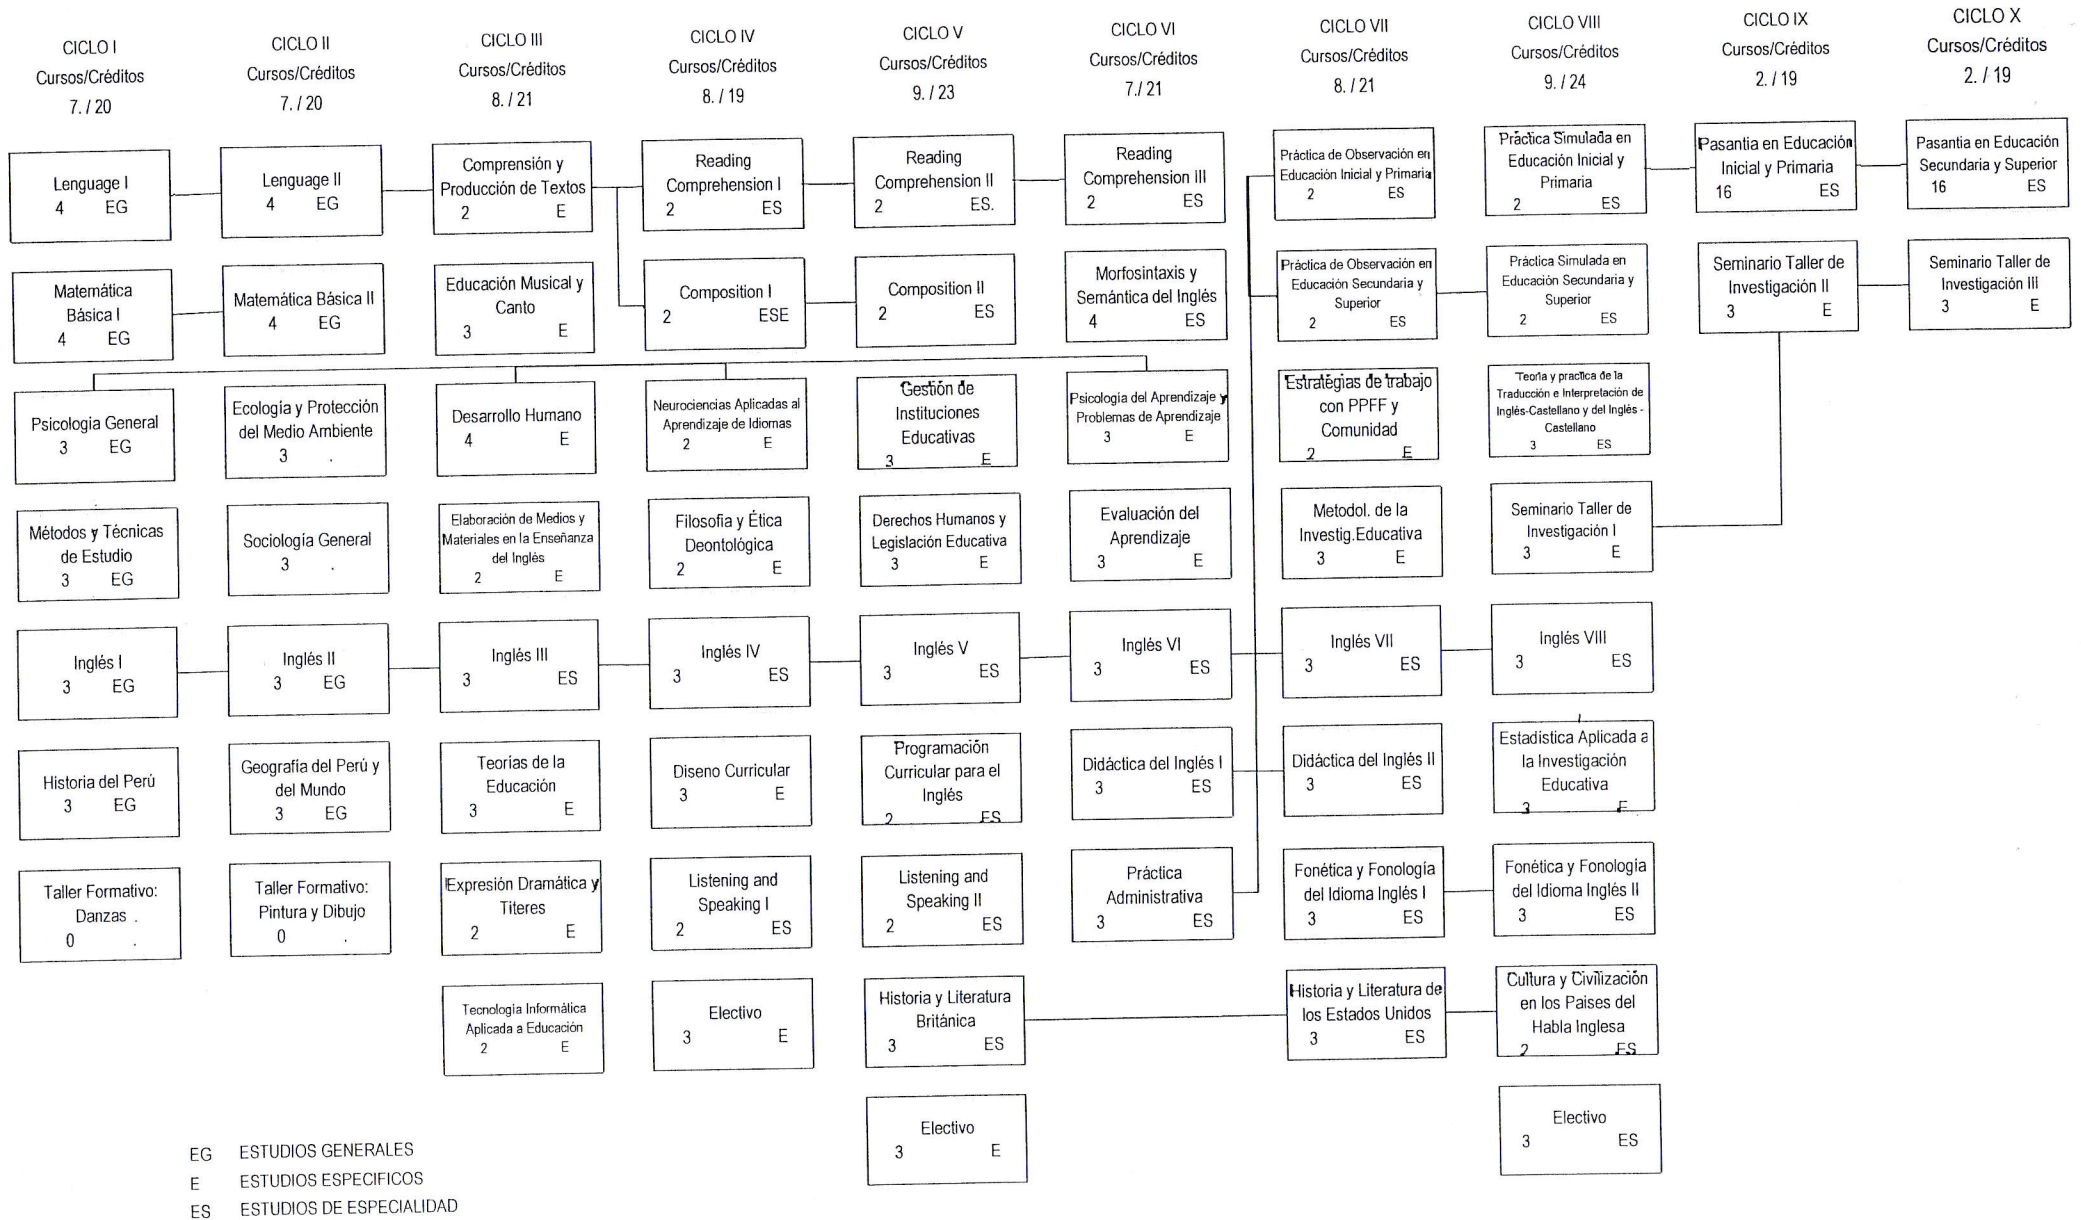 CICLO I
Cursos/Créditos
7. / 20
Lenguage I
4 EG
Matemática
Básica I
4 EG
Psicologia General
3 EG
Métodos y Técnicas
de Estudio
3 EG
Inglés I
3 EG
Historia del Perú
3 EG
Taller Formativo:
Danzas .
0 .
CICLO II
Cursos/Créditos
7. / 20
Lenguage II
4 EG
Matemática Básica II
4 EG
Ecología y Protección
del Medio Ambiente
3 .
Sociología General
3 .
Inglés II
3 EG
Geografía del Perú y
del Mundo
3 EG
Taller Formativo:
Pintura y Dibujo
0 .
CICLO III
Cursos/Créditos
8. / 21
Comprensión y
Producción de Textos
2 E
Educación Musical y
Canto
3 E
Desarrollo Humano
4 E
Elaboración de Medios y
Materiales en la Enseñanza
del Inglés
2 E
Inglés III
3 ES
Teorías de la
Educación
3 E
Expresión Dramática y
Titeres
2 E
Tecnología Informática
Aplicada a Educación
2 E
CICLO IV
Cursos/Créditos
8. / 19
Reading
Comprehension I
2 ES
Composition I
2 ESE
Neurociencias Aplicadas al
Aprendizaje de Idiomas
2 E
Filosofia y Ética
Deontológica
2 E
Inglés IV
3 ES
Diseno Curricular
3 E
Listening and
Speaking I
2 ES
Electivo
3 E
CICLO V
Cursos/Créditos
9. / 23
Reading
Comprehension II
2 ES.
Composition II
2 ES
Gestión de
Instituciones
Educativas
3 E
Derechos Humanos y
Legislación Educativa
3 E
Inglés V
3 ES
Programación
Curricular para el
Inglés
2 ES
Listening and
Speaking II
2 ES
Historia y Literatura
Británica
3 ES
Electivo
3 E
CICLO VI
Cursos/Créditos
7./ 21
Reading
Comprehension III
2 ES
Morfosintaxis y
Semántica del Inglés
4 ES
Psicologia del Aprendizaje y
Problemas de Aprendizaje
3 E
Evaluación del
Aprendizaje
3 E
Inglés VI
3 ES
Didáctica del Inglés I
3 ES
Práctica
Administrativa
3 ES
CICLO VII
Cursos/Créditos
8. / 21
Práctica de Observación en
Educación Inicial y Primaria
2 ES
Práctica de Observación en
Educación Secundaria y
Superior
2 ES
Estratégias de trabajo
con PPFF y
Comunidad
2 E
Metodol. de la
Investig.Educativa
3 E
Inglés VII
3 ES
Didáctica del Inglés II
3 ES
Fonética y Fonología
del Idioma Inglés I
3 ES
Historia y Literatura de
los Estados Unidos
3 ES
CICLO VIII
Cursos/Créditos
9. / 24
Práctica Simulada en
Educación Inicial y
Primaria
2 ES
Práctica Simulada en
Educación Secundaria y
Superior
2 ES
Teoría y practica de la
Traducción e Interpretación de
Inglés-Castellano y del Inglés -
Castellano
3 ES
Seminario Taller de
Investigación I
3 E
Inglés VIII
3 ES
Estadística Aplicada a
la Investigación
Educativa
3 E
Fonética y Fonología
del Idioma Inglés II
3 ES
Cultura y Civilización
en los Paises del
Habla Inglesa
2 ES
Electivo
3 ES
CICLO IX
Cursos/Créditos
2. / 19
Pasantia en Educación
Inicial y Primaria
16 ES
Seminario Taller de
Investigación II
3 E
CICLO X
Cursos/Créditos
2. / 19
Pasantia en Educación
Secundaria y Superior
16 ES
Seminario Taller de
Investigación III
3 E
EG ESTUDIOS GENERALES
E ESTUDIOS ESPECIFICOS
ES ESTUDIOS DE ESPECIALIDAD